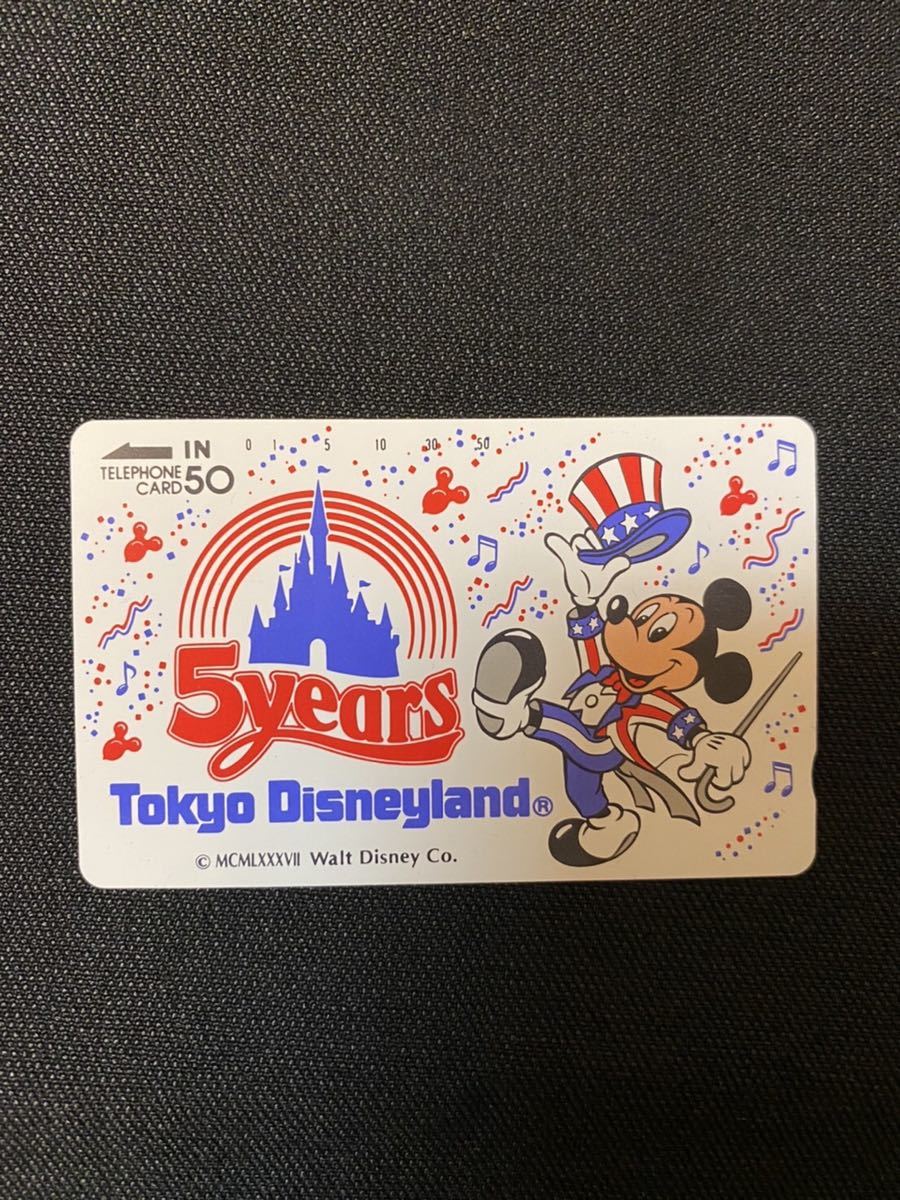 IN 0 1 5 10 30 50
TELEPHONE
CARD 50
5years
Tokyo Disneyland®
© MCMLXXXVII Walt Disney Co.